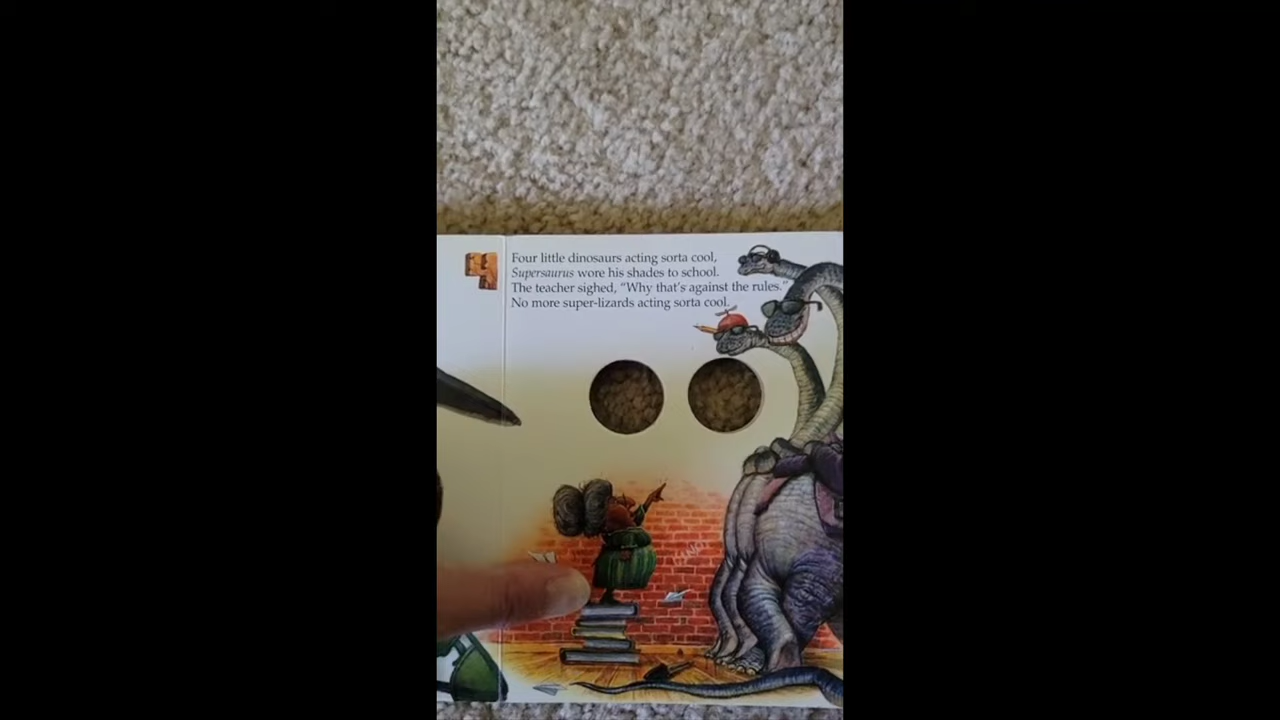 4
Four little dinosaurs acting sorta cool,
Supersaurus wore his shades to school.
The teacher sighed, “Why that’s against the rules.”
No more super-lizards acting sorta cool.